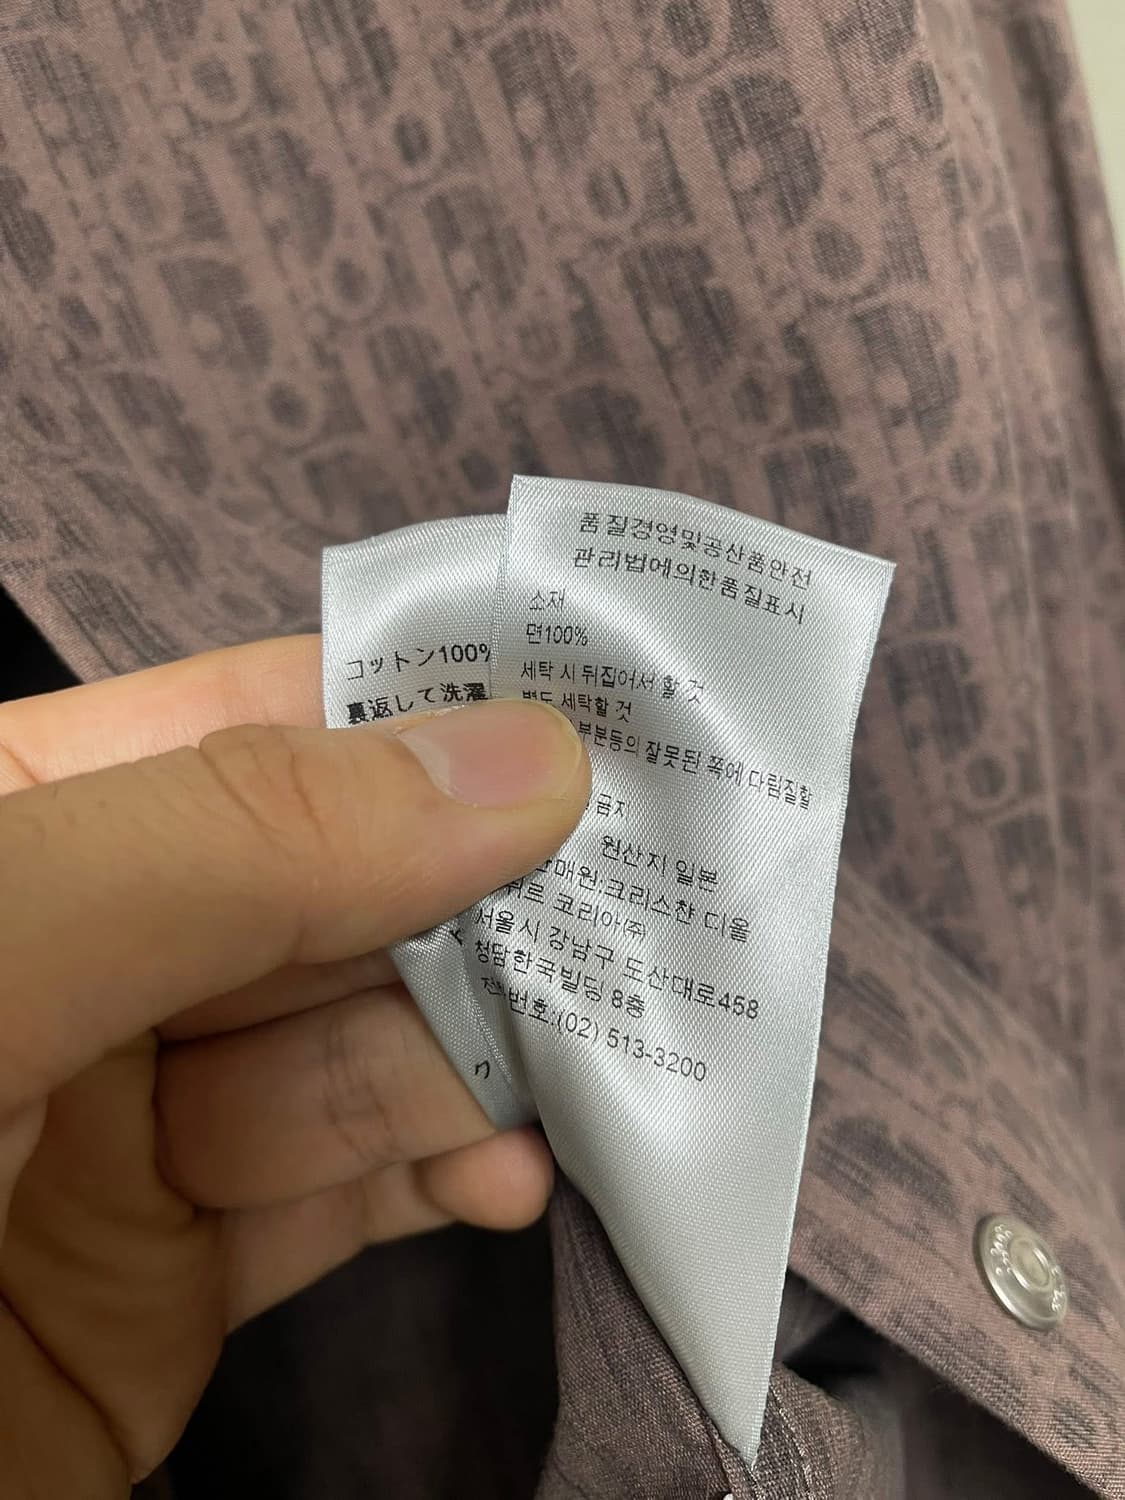 コットン100%
裏返して洗濯
품질경영및공산품안전
관리법에의한품질표시
소재
면100%
세탁 시 뒤집어서 할 것
별도 세탁할 것
부분등의 잘못된 쪽에 다림질할
금지
원산지 일본
판매원:크리스챤 디올
코리아(주)
서울시 강남구 도산대로458
청담한국빌딩 8층
전화번호:(02) 513-3200